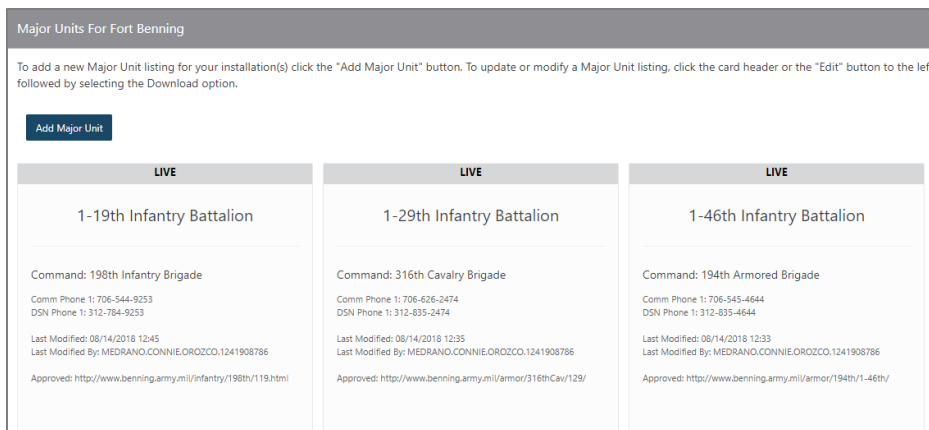 Major Units For Fort Benning
To add a new Major Unit listing for your installation(s) click the "Add Major Unit" button. To update or modify a Major Unit listing, click the card header or the "Edit" button to the lef
followed by selecting the Download option.
Add Major Unit
LIVE
1-19th Infantry Battalion
Command: 198th Infantry Brigade
Comm Phone 1: 706-544-9253
DSN Phone 1: 312-784-9253
Last Modified: 08/14/2018 12:45
Last Modified By: MEDRANO.CONNIE.OROZCO.1241908786
Approved: http://www.benning.army.mil/infantry/198th/119.html
LIVE
1-29th Infantry Battalion
Command: 316th Cavalry Brigade
Comm Phone 1: 706-626-2474
DSN Phone 1: 312-835-2474
Last Modified: 08/14/2018 12:35
Last Modified By: MEDRANO.CONNIE.OROZCO.1241908786
Approved: http://www.benning.army.mil/armor/316thCav/129/
LIVE
1-46th Infantry Battalion
Command: 194th Armored Brigade
Comm Phone 1: 706-545-4644
DSN Phone 1: 312-835-4644
Last Modified: 08/14/2018 12:33
Last Modified By: MEDRANO.CONNIE.OROZCO.1241908786
Approved: http://www.benning.army.mil/armor/194th/1-46th/